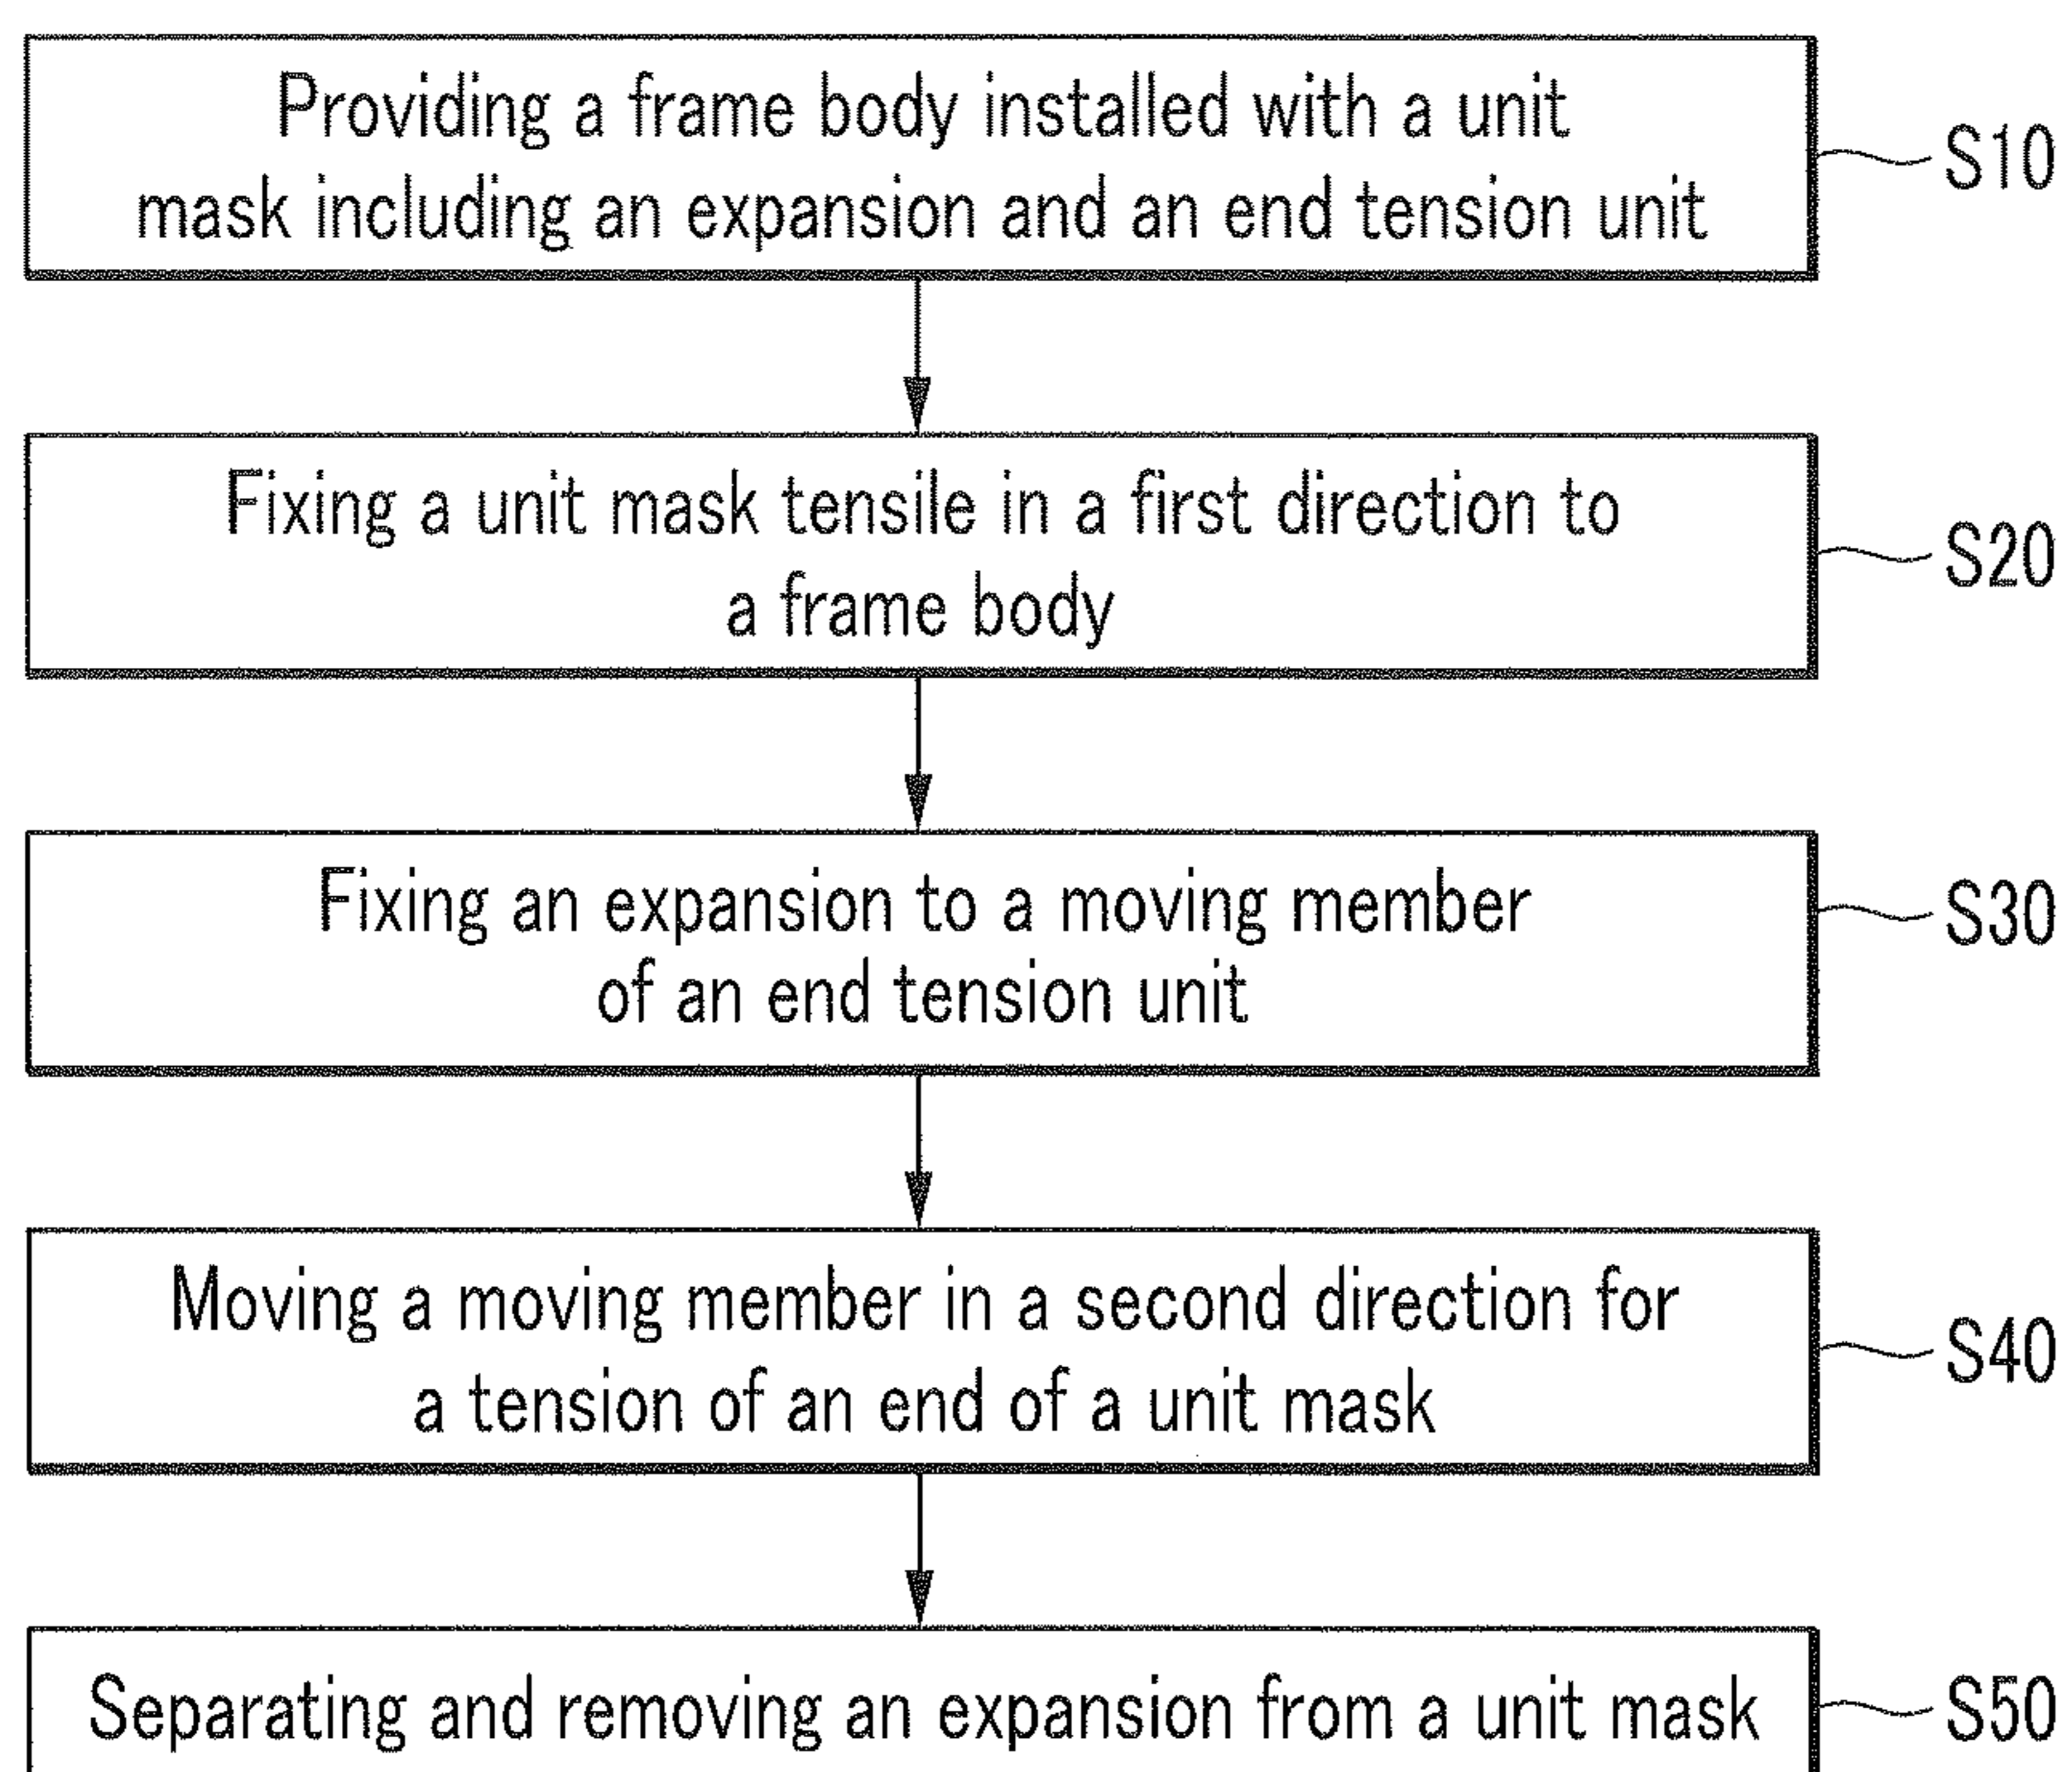 Providing a frame body installed with a unit
mask including an expansion and an end tension unit
S10
Fixing a unit mask tensile in a first direction to
a frame body
S20
Fixing an expansion to a moving member
of an end tension unit
S30
Moving a moving member in a second direction for
a tension of an end of a unit mask
S40
Separating and removing an expansion from a unit mask
S50